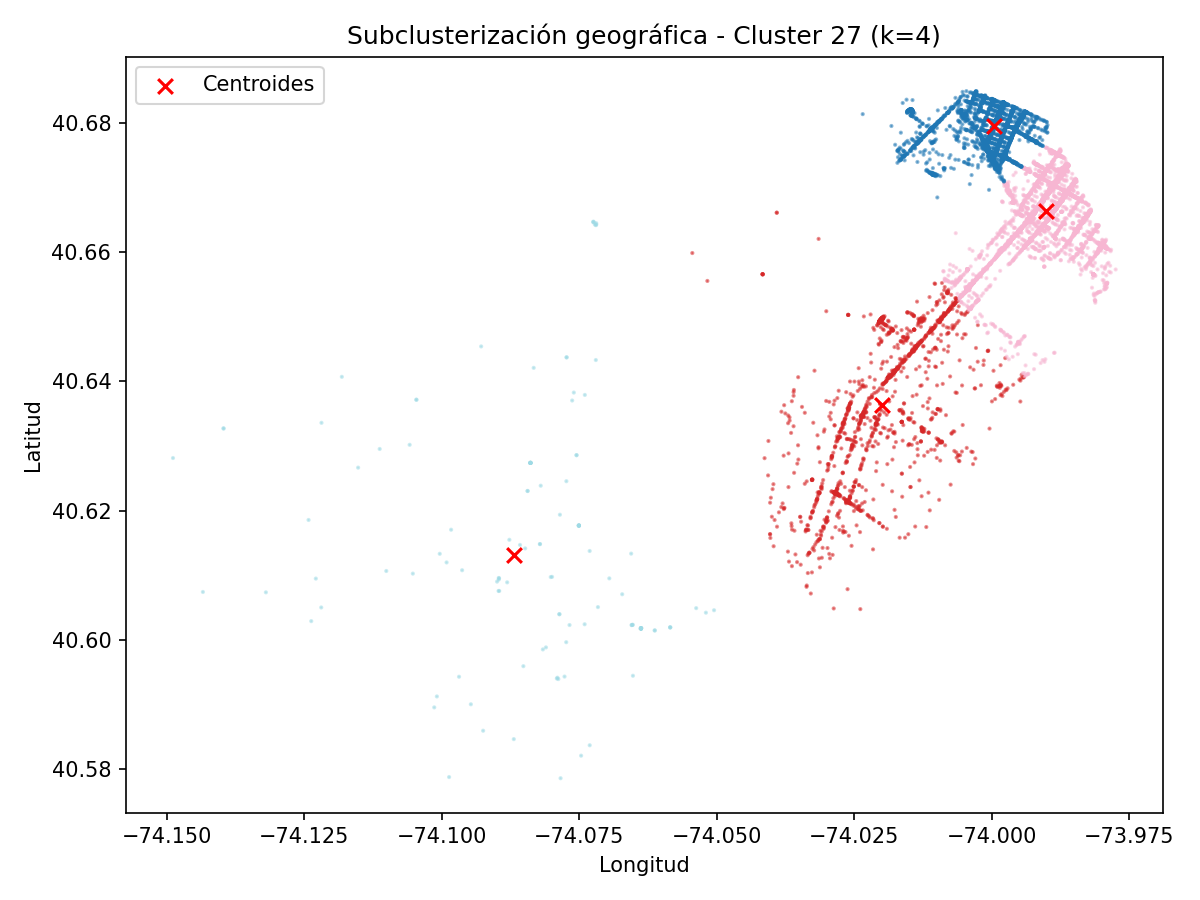 Subclusterización geográfica - Cluster 27 (k=4)
Centroides
40.68
40.66
40.64
40.62
40.60
40.58
Latitud
−74.150 −74.125 −74.100 −74.075 −74.050 −74.025 −74.000 −73.975
Longitud